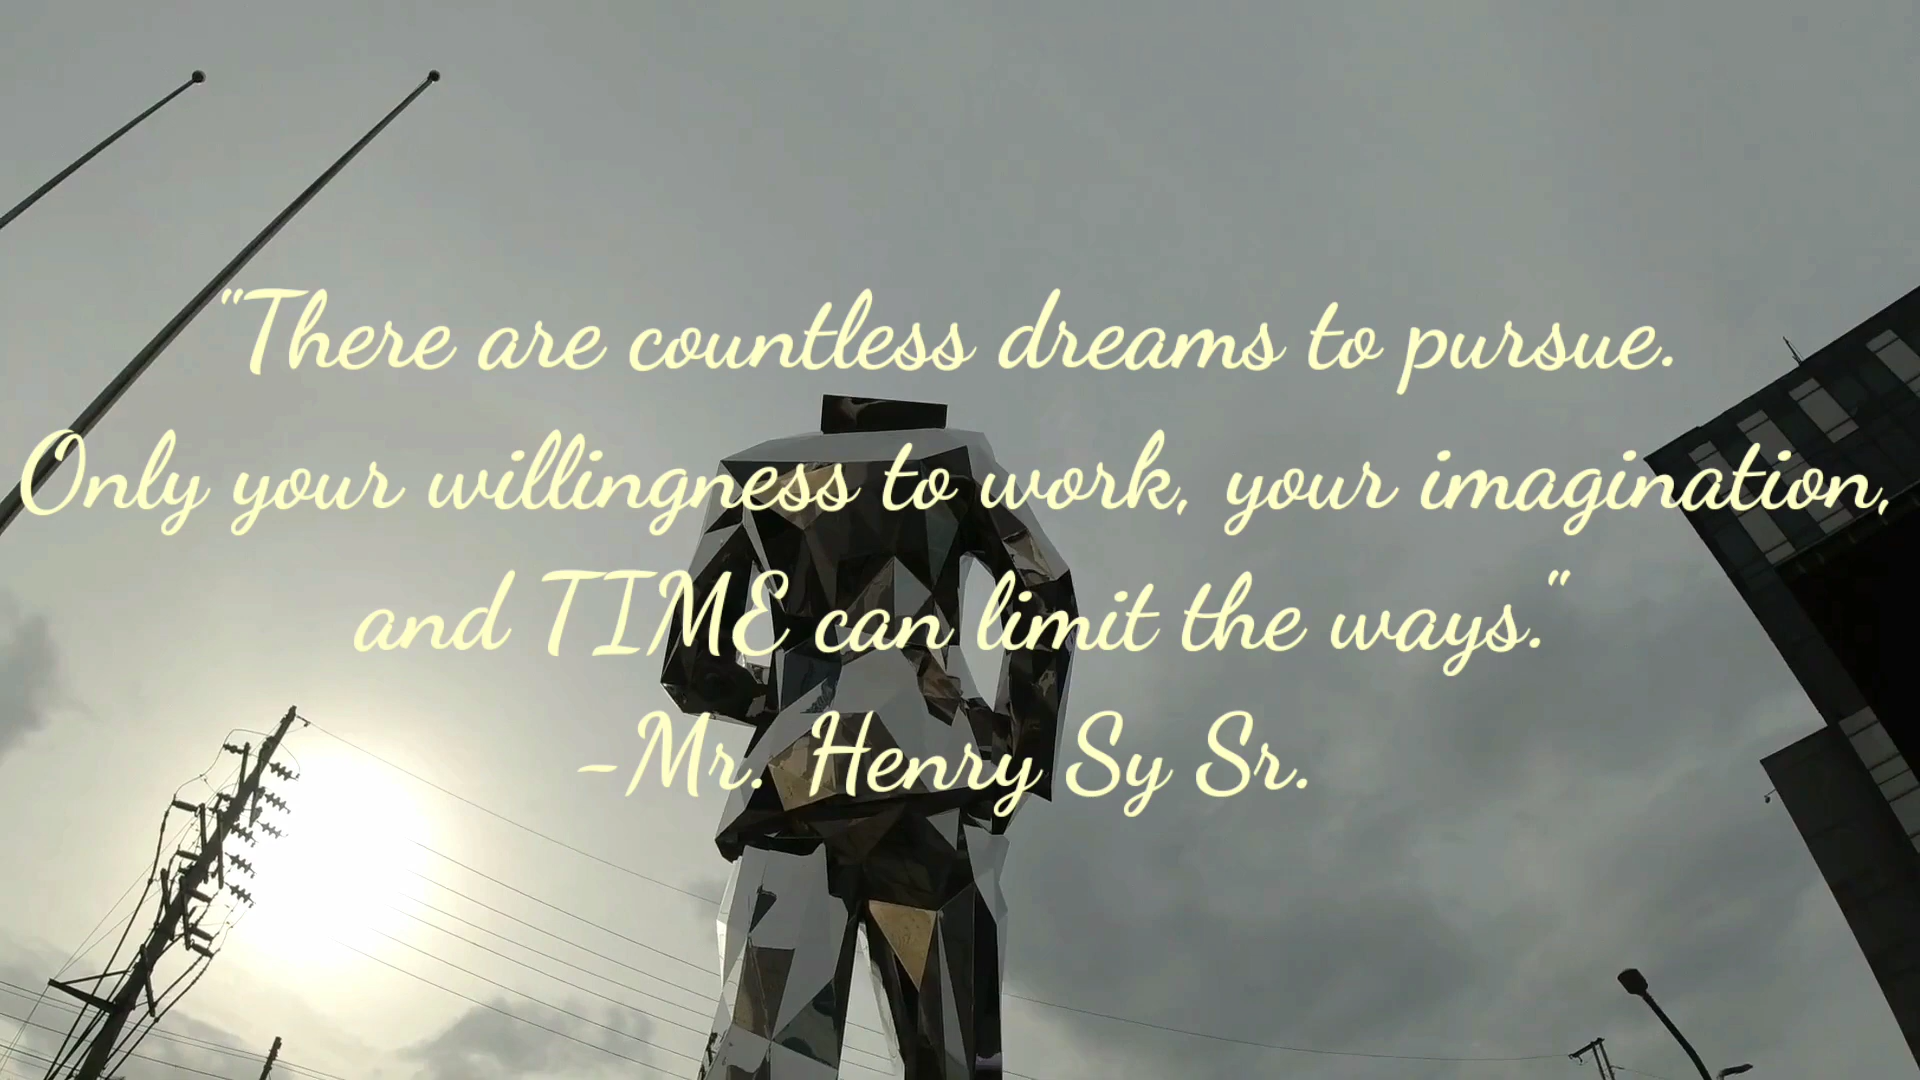 "There are countless dreams to pursue.
Only your willingness to work, your imagination,
and TIME can limit the ways."
-Mr. Henry Sy Sr.